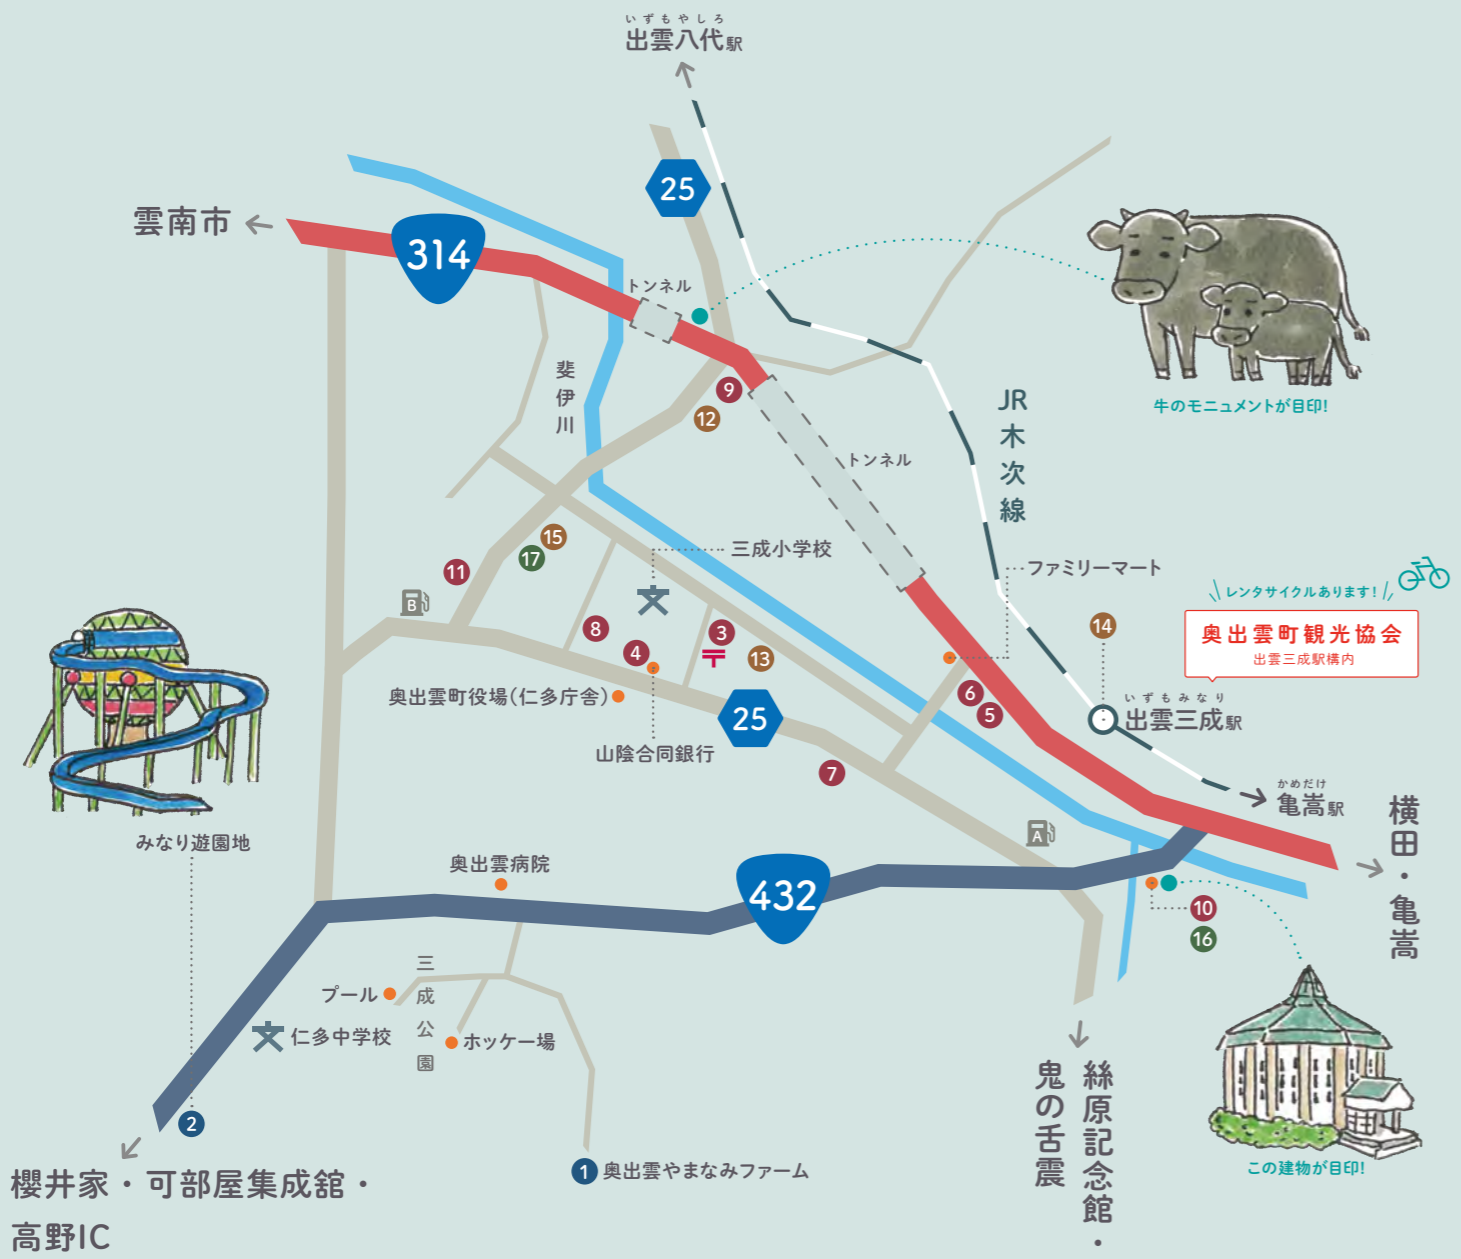 いずもやしろ
出雲八代駅
25
雲南市
314
トンネル
斐伊川
9
12
牛のモニュメントが目印!
JR木次線
トンネル
三成小学校
15
17
11
B
ファミリーマート
レンタサイクルあります!
奥出雲町観光協会
出雲三成駅構内
14
8
4
3
13
奥出雲町役場(仁多庁舎)
25
山陰合同銀行
6
5
7
いずもみなり
出雲三成駅
かめだけ
亀嵩駅
横田・亀嵩
A
みなり遊園地
奥出雲病院
432
10
16
プール
三成公園
仁多中学校
ホッケー場
2
1 奥出雲やまなみファーム
絲原記念館・
鬼の舌震
この建物が目印!
櫻井家・可部屋集成館・
高野IC